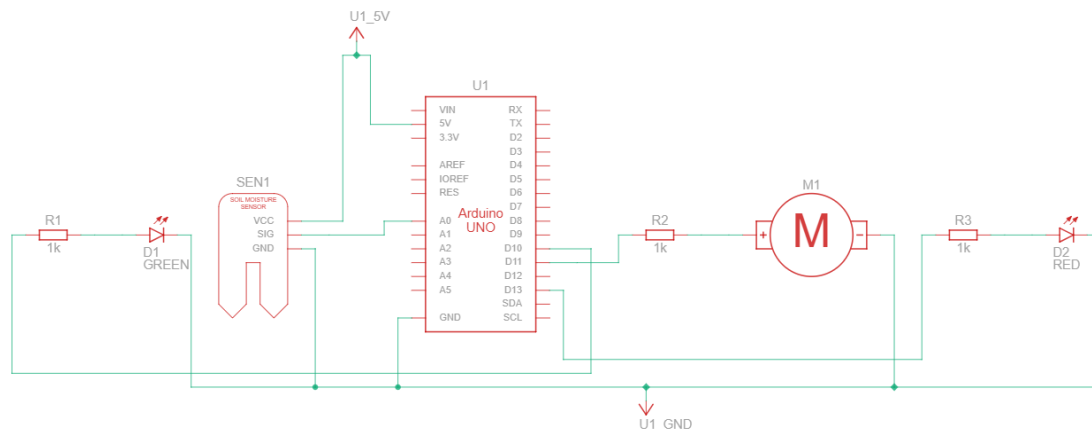 U1_5V
U1
VIN
5V
3.3V
AREF
IOREF
RES
A0
A1
A2
A3
A4
A5
GND
Arduino
UNO
RX
TX
D2
D3
D4
D5
D6
D7
D8
D9
D10
D11
D12
D13
SDA
SCL
SEN1
SOIL MOISTURE
SENSOR
VCC
SIG
GND
R1
1k
D1
GREEN
R2
1k
M1
+
M
-
R3
1k
D2
RED
U1_GND